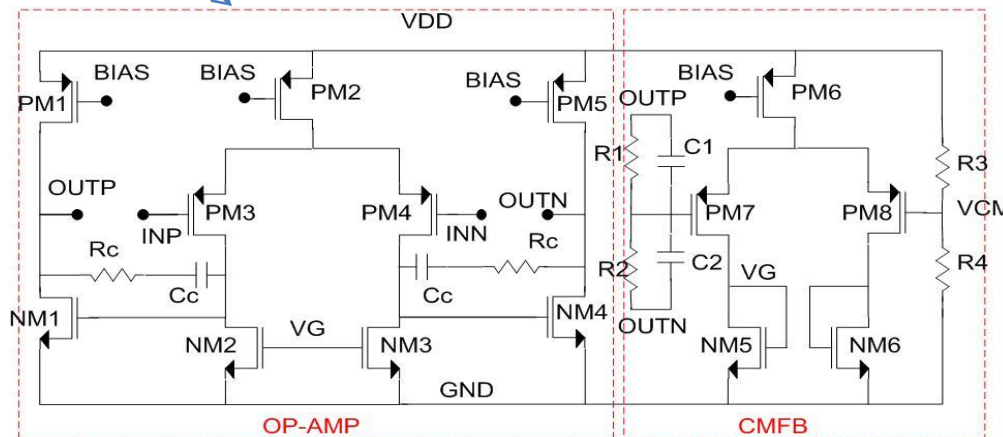 VDD
BIAS BIAS BIAS BIAS
PM1 PM2 PM5 PM6
OUTP
R1 C1 R3
OUTP PM3 PM4 OUTN PM7 PM8 VCM
INP INN
Rc Rc R2 C2 R4
Cc Cc VG
NM1 NM4 OUTN
NM2 VG NM3 NM5 NM6
GND
OP-AMP CMFB